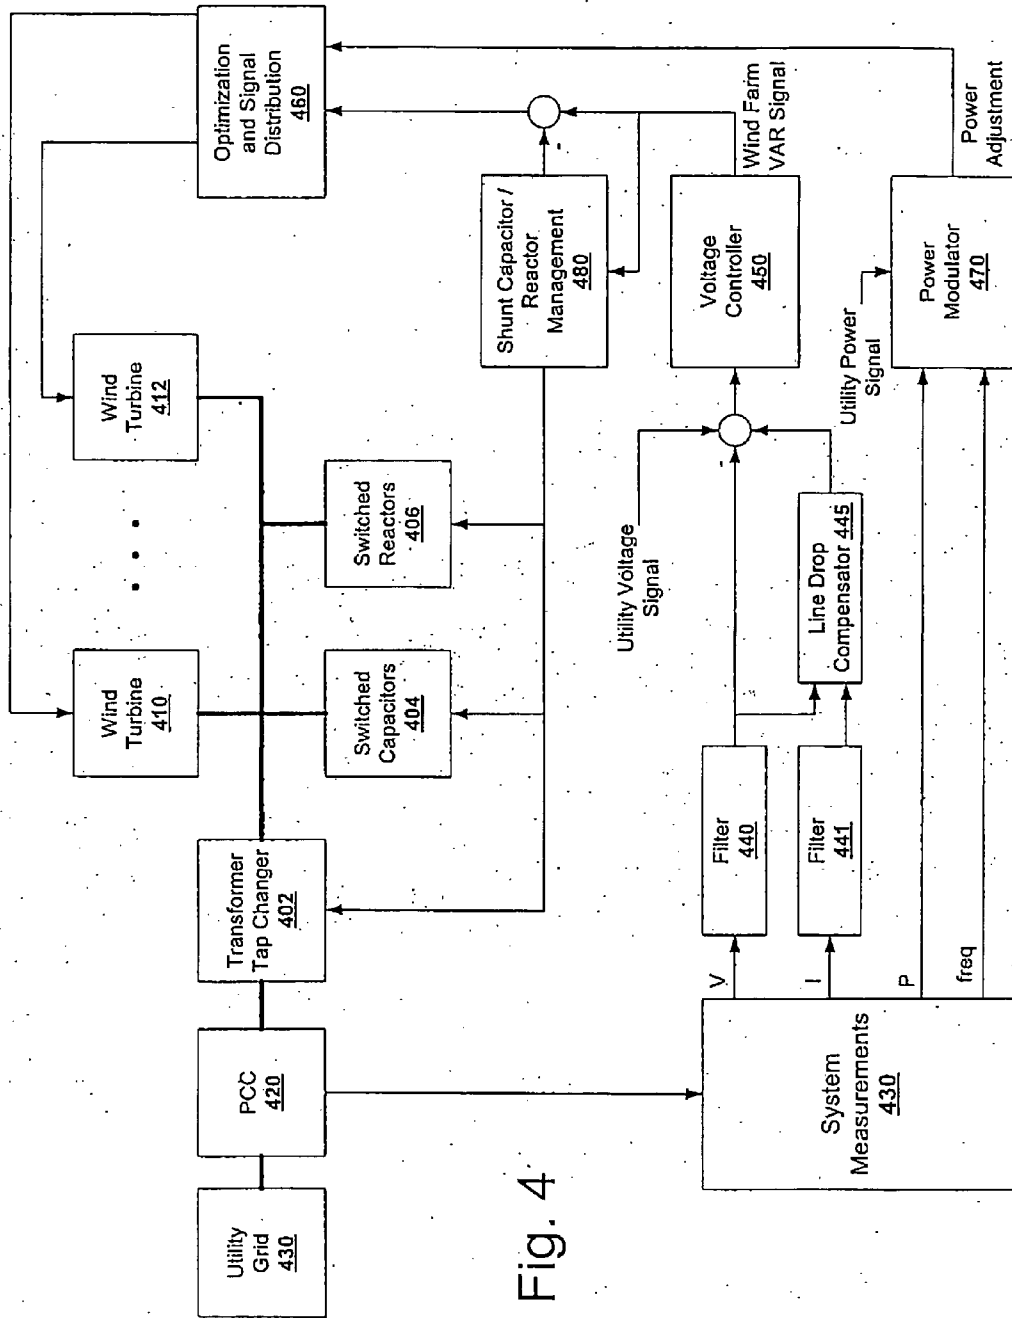 Utility
Grid
430
PCC
420
Transformer
Tap Changer
402
Wind
Turbine
410
• • •
Wind
Turbine
412
Switched
Capacitors
404
Switched
Reactors
406
Optimization
and Signal
Distribution
460
Shunt Capacitor /
Reactor
Management
480
Fig. 4
Utility Voltage
Signal
System
Measurements
430
V
I
P
freq
Filter
440
Filter
441
Line Drop
Compensator 445
Voltage
Controller
450
Wind Farm
VAR Signal
Utility Power
Signal
Power
Modulator
470
Power
Adjustment